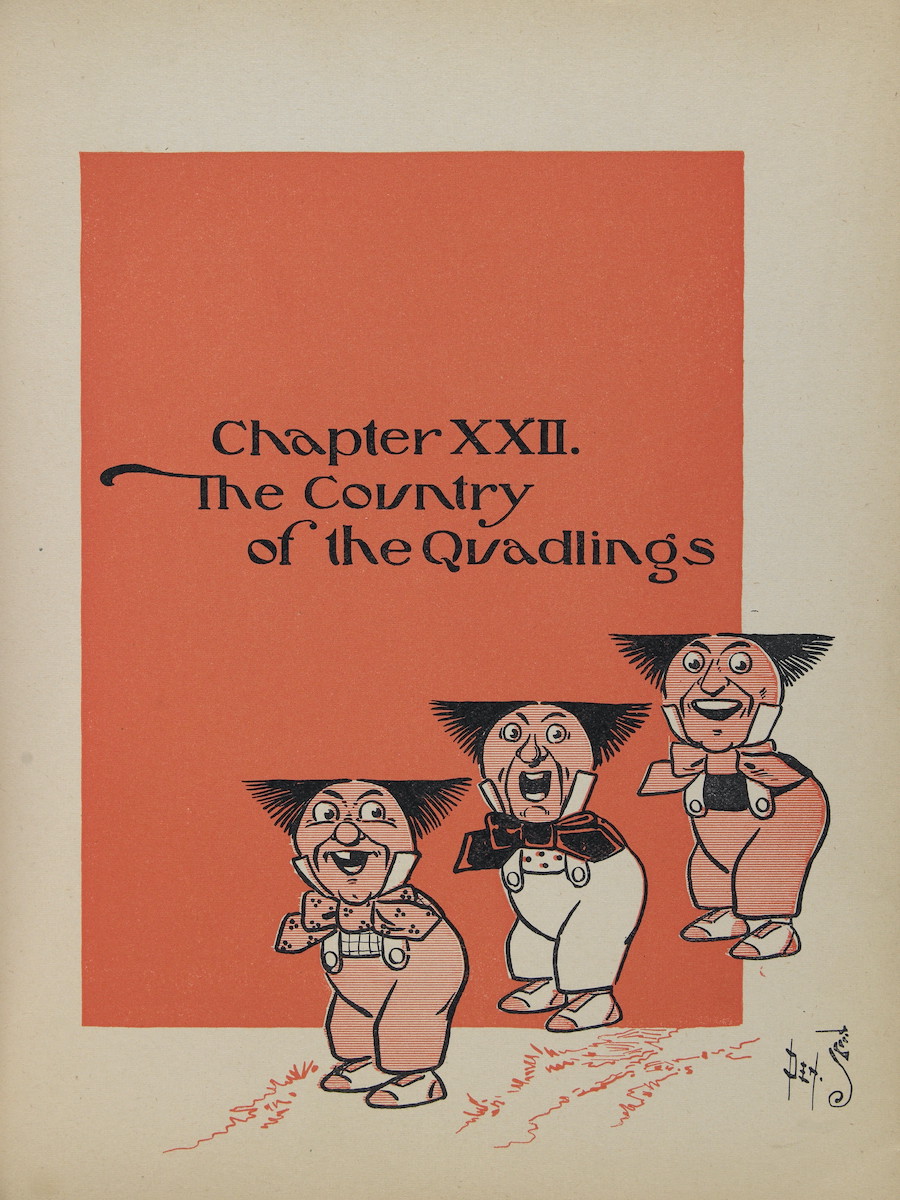 Chapter XXII.
The Country
of the Quadlings